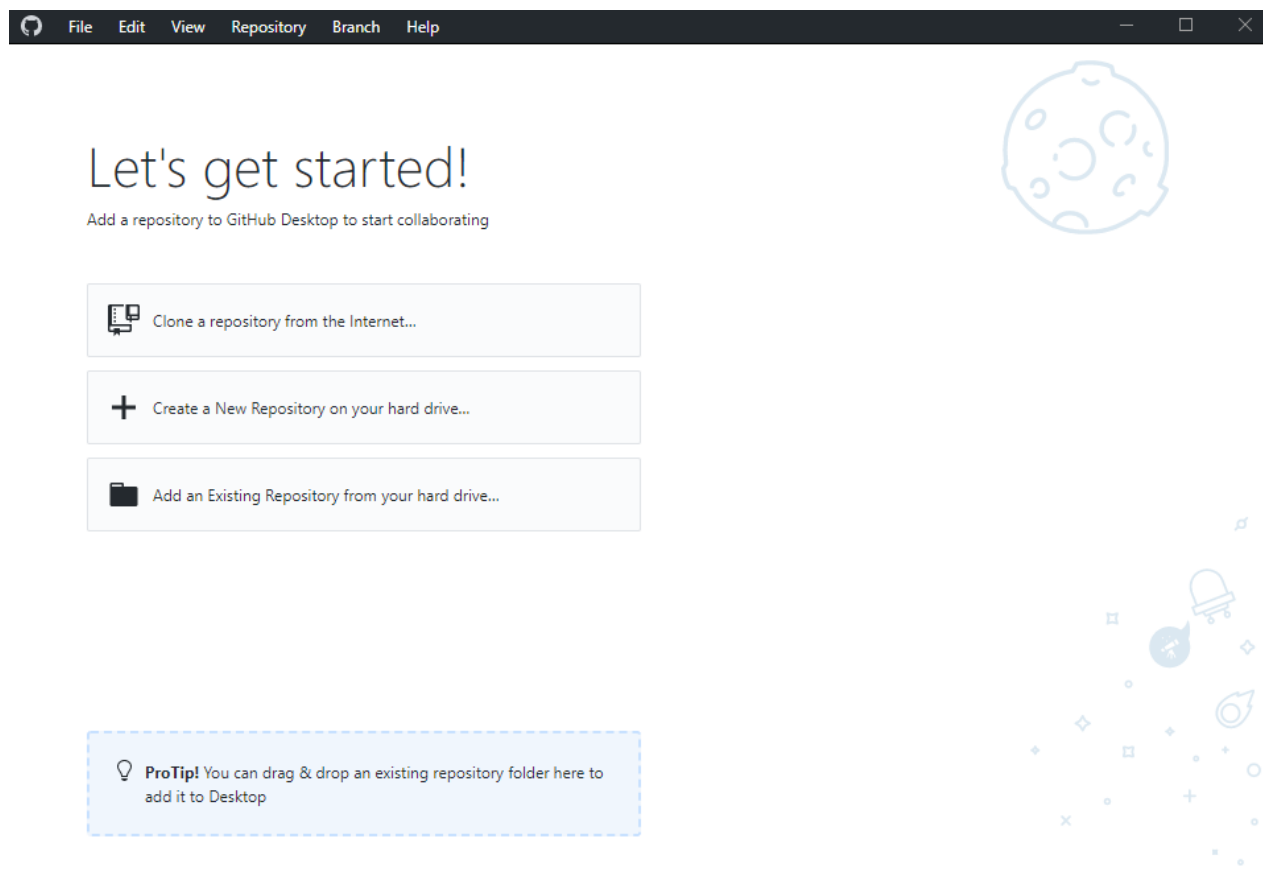 File Edit View Repository Branch Help
Let's get started!
Add a repository to GitHub Desktop to start collaborating
Clone a repository from the Internet...
Create a New Repository on your hard drive...
Add an Existing Repository from your hard drive...
ProTip! You can drag & drop an existing repository folder here to
add it to Desktop